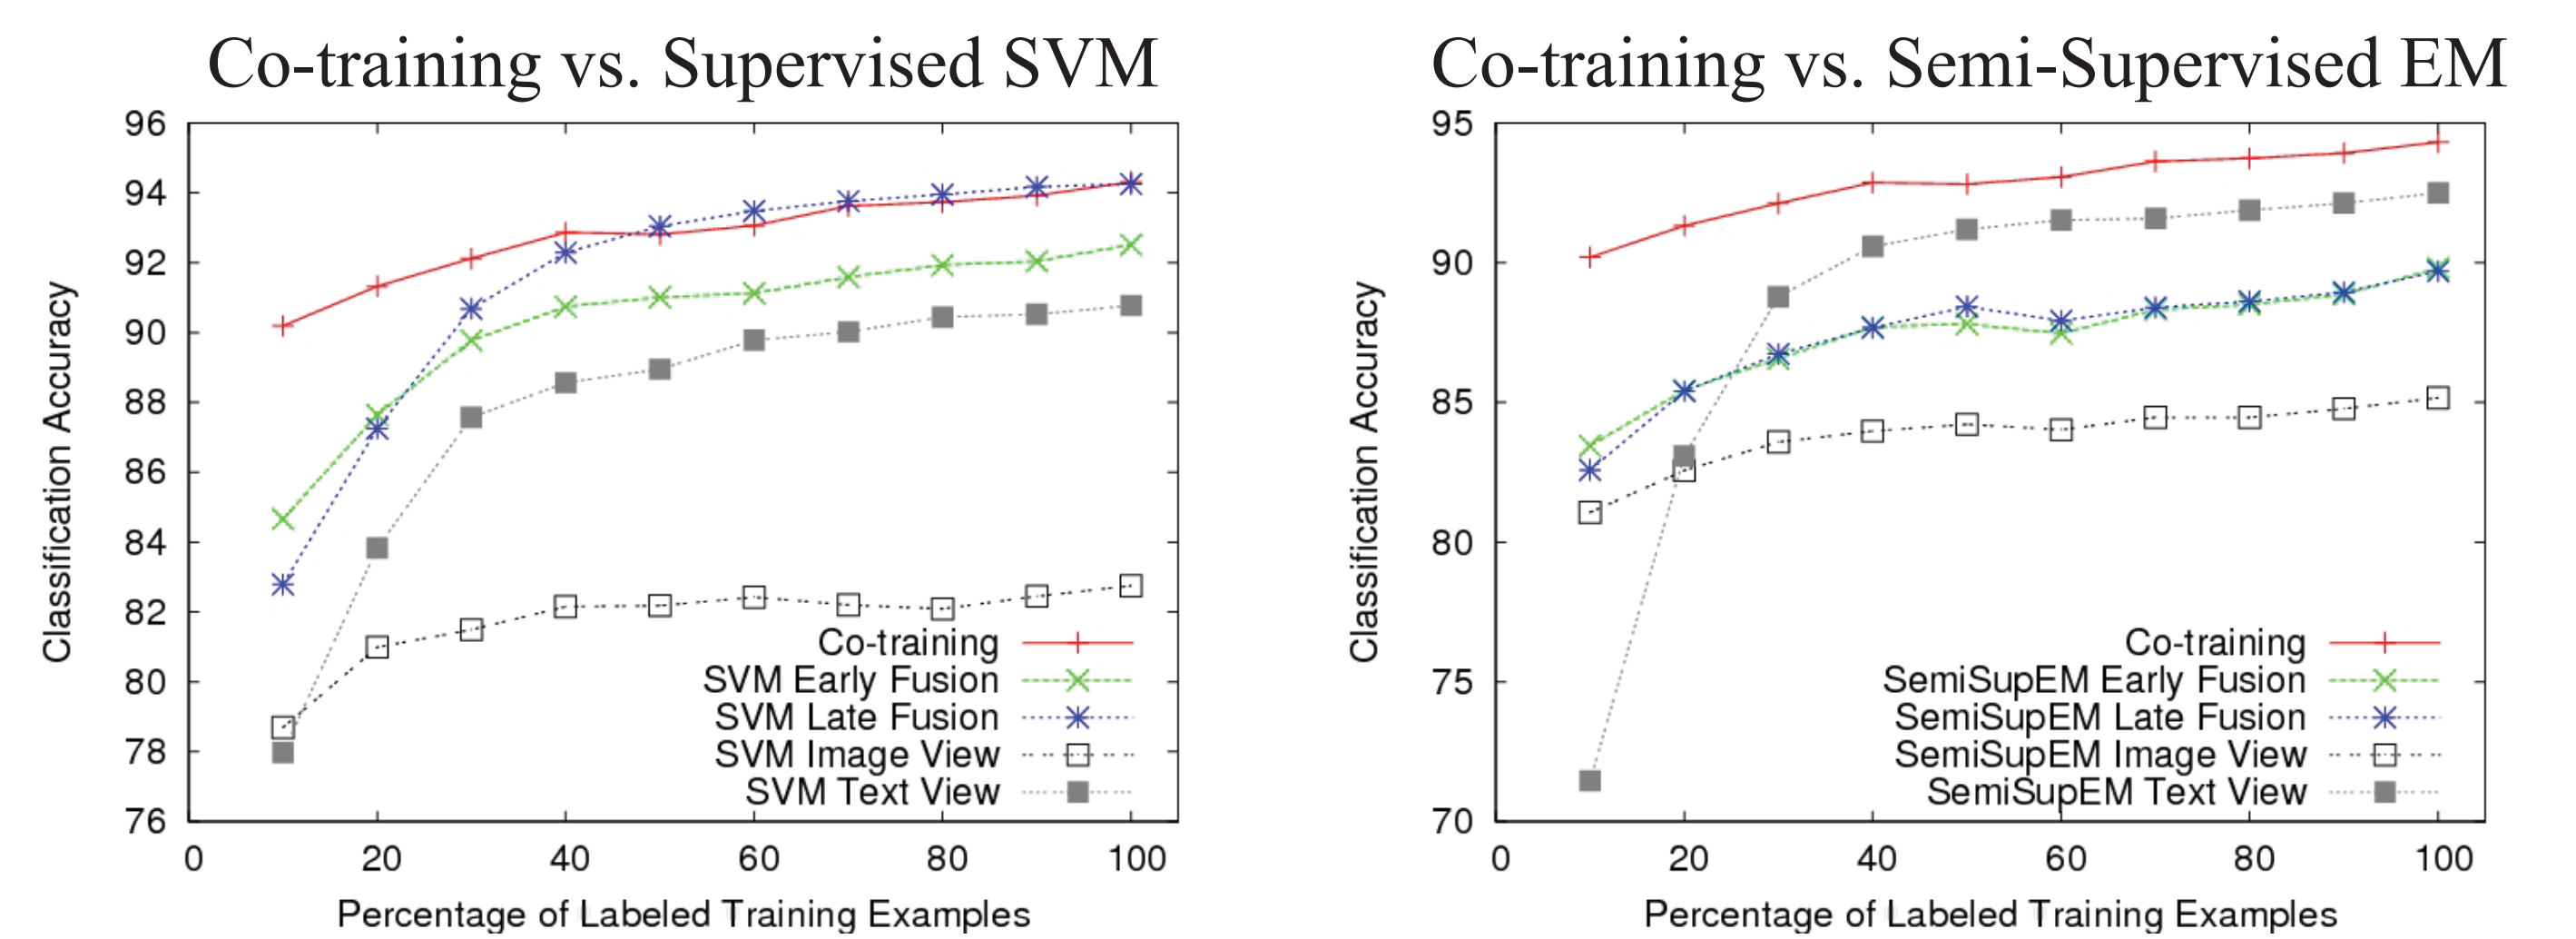 Co-training vs. Supervised SVM
96
94
92
90
88
86
84
82
80
78
76
Classification Accuracy
Co-training
SVM Early Fusion
SVM Late Fusion
SVM Image View
SVM Text View
0 20 40 60 80 100
Percentage of Labeled Training Examples
Co-training vs. Semi-Supervised EM
95
90
85
80
75
70
Classification Accuracy
Co-training
SemiSupEM Early Fusion
SemiSupEM Late Fusion
SemiSupEM Image View
SemiSupEM Text View
0 20 40 60 80 100
Percentage of Labeled Training Examples